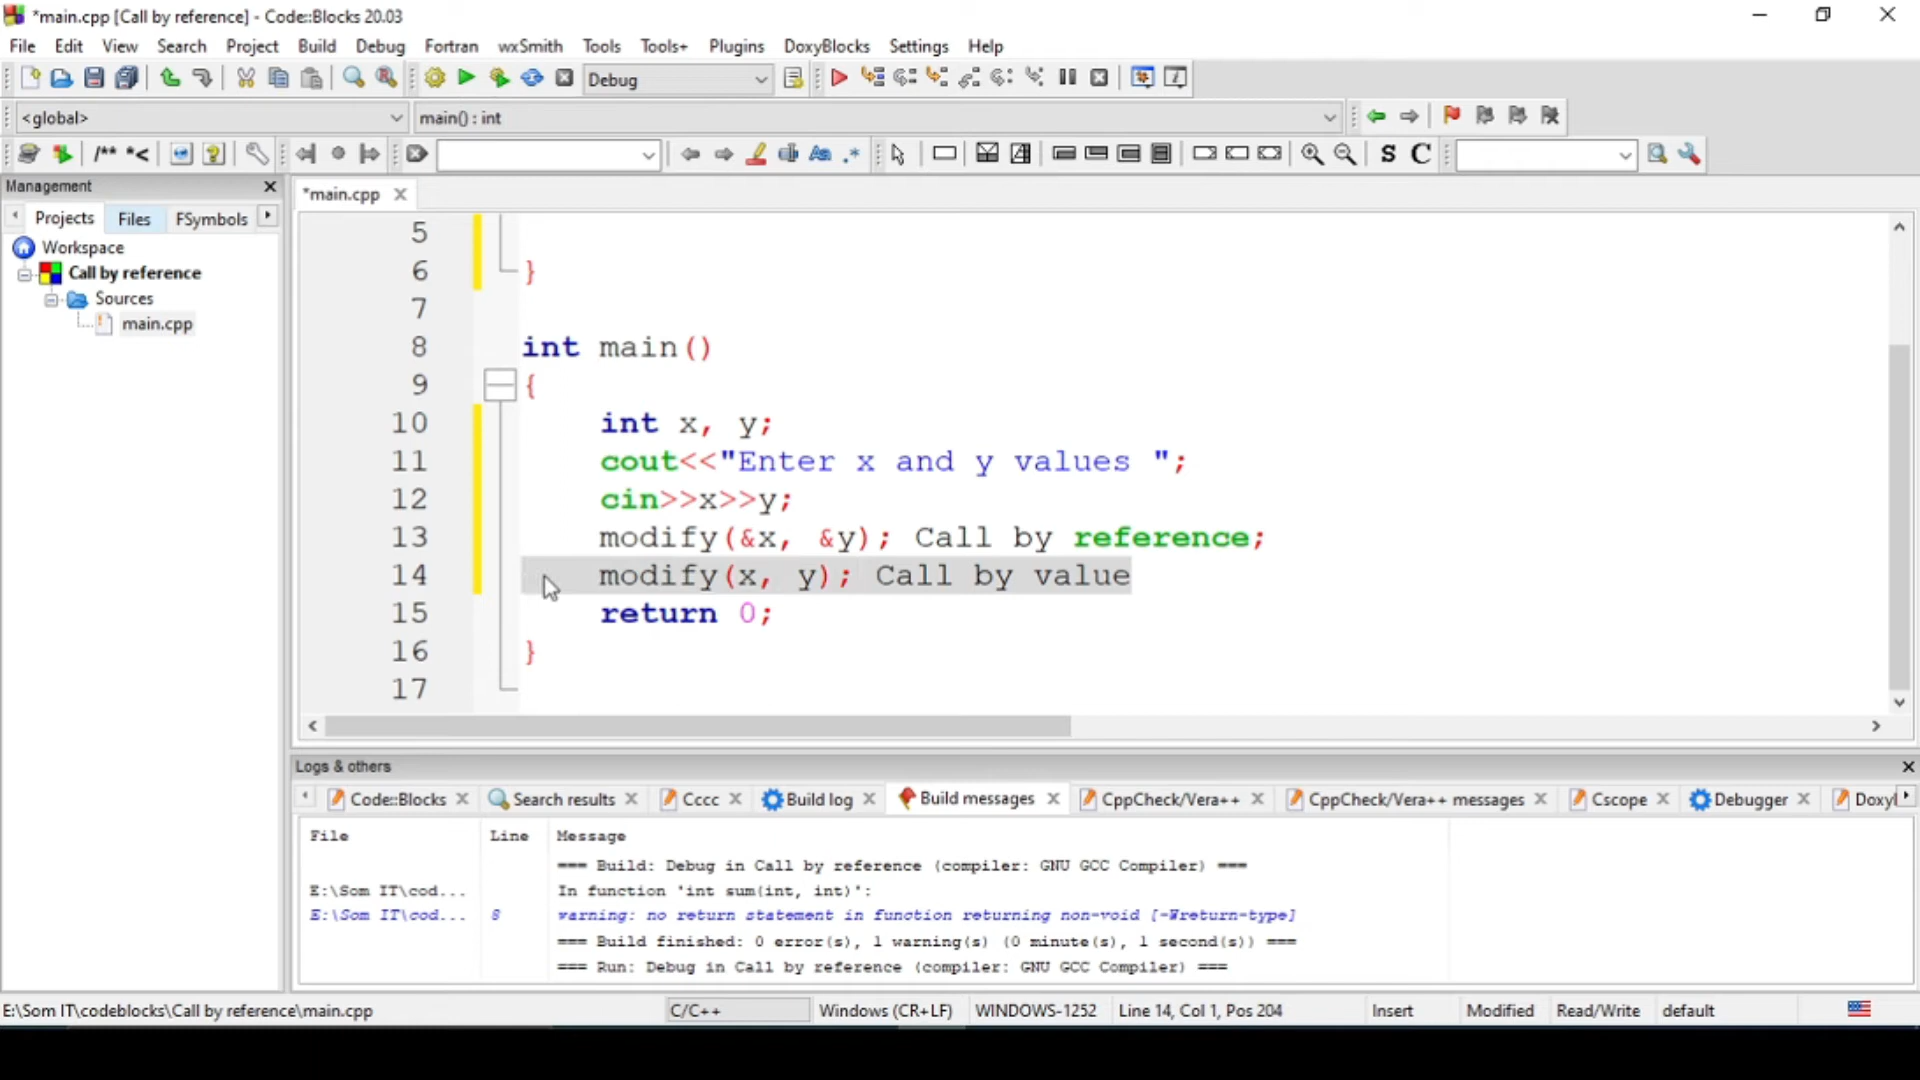 *main.cpp [Call by reference] - Code::Blocks 20.03
File Edit View Search Project Build Debug Fortran wxSmith Tools Tools+ Plugins DoxyBlocks Settings Help
Debug
<global> main() : int
/** *< Aa .* S C
Management
Projects Files FSymbols
Workspace
Call by reference
Sources
main.cpp
*main.cpp
5
6 }
7
8 int main()
9 {
10 int x, y;
11 cout<<"Enter x and y values ";
12 cin>>x>>y;
13 modify(&x, &y); Call by reference;
14 modify(x, y); Call by value
15 return 0;
16 }
17
Logs & others
Code::Blocks Search results Cccc Build log Build messages CppCheck/Vera++ CppCheck/Vera++ messages Cscope Debugger Doxyl
File Line Message
=== Build: Debug in Call by reference (compiler: GNU GCC Compiler) ===
E:\Som IT\cod... In function 'int sum(int, int)':
E:\Som IT\cod... 8 warning: no return statement in function returning non-void [-Wreturn-type]
=== Build finished: 0 error(s), 1 warning(s) (0 minute(s), 1 second(s)) ===
=== Run: Debug in Call by reference (compiler: GNU GCC Compiler) ===
E:\Som IT\codeblocks\Call by reference\main.cpp C/C++ Windows (CR+LF) WINDOWS-1252 Line 14, Col 1, Pos 204 Insert Modified Read/Write default